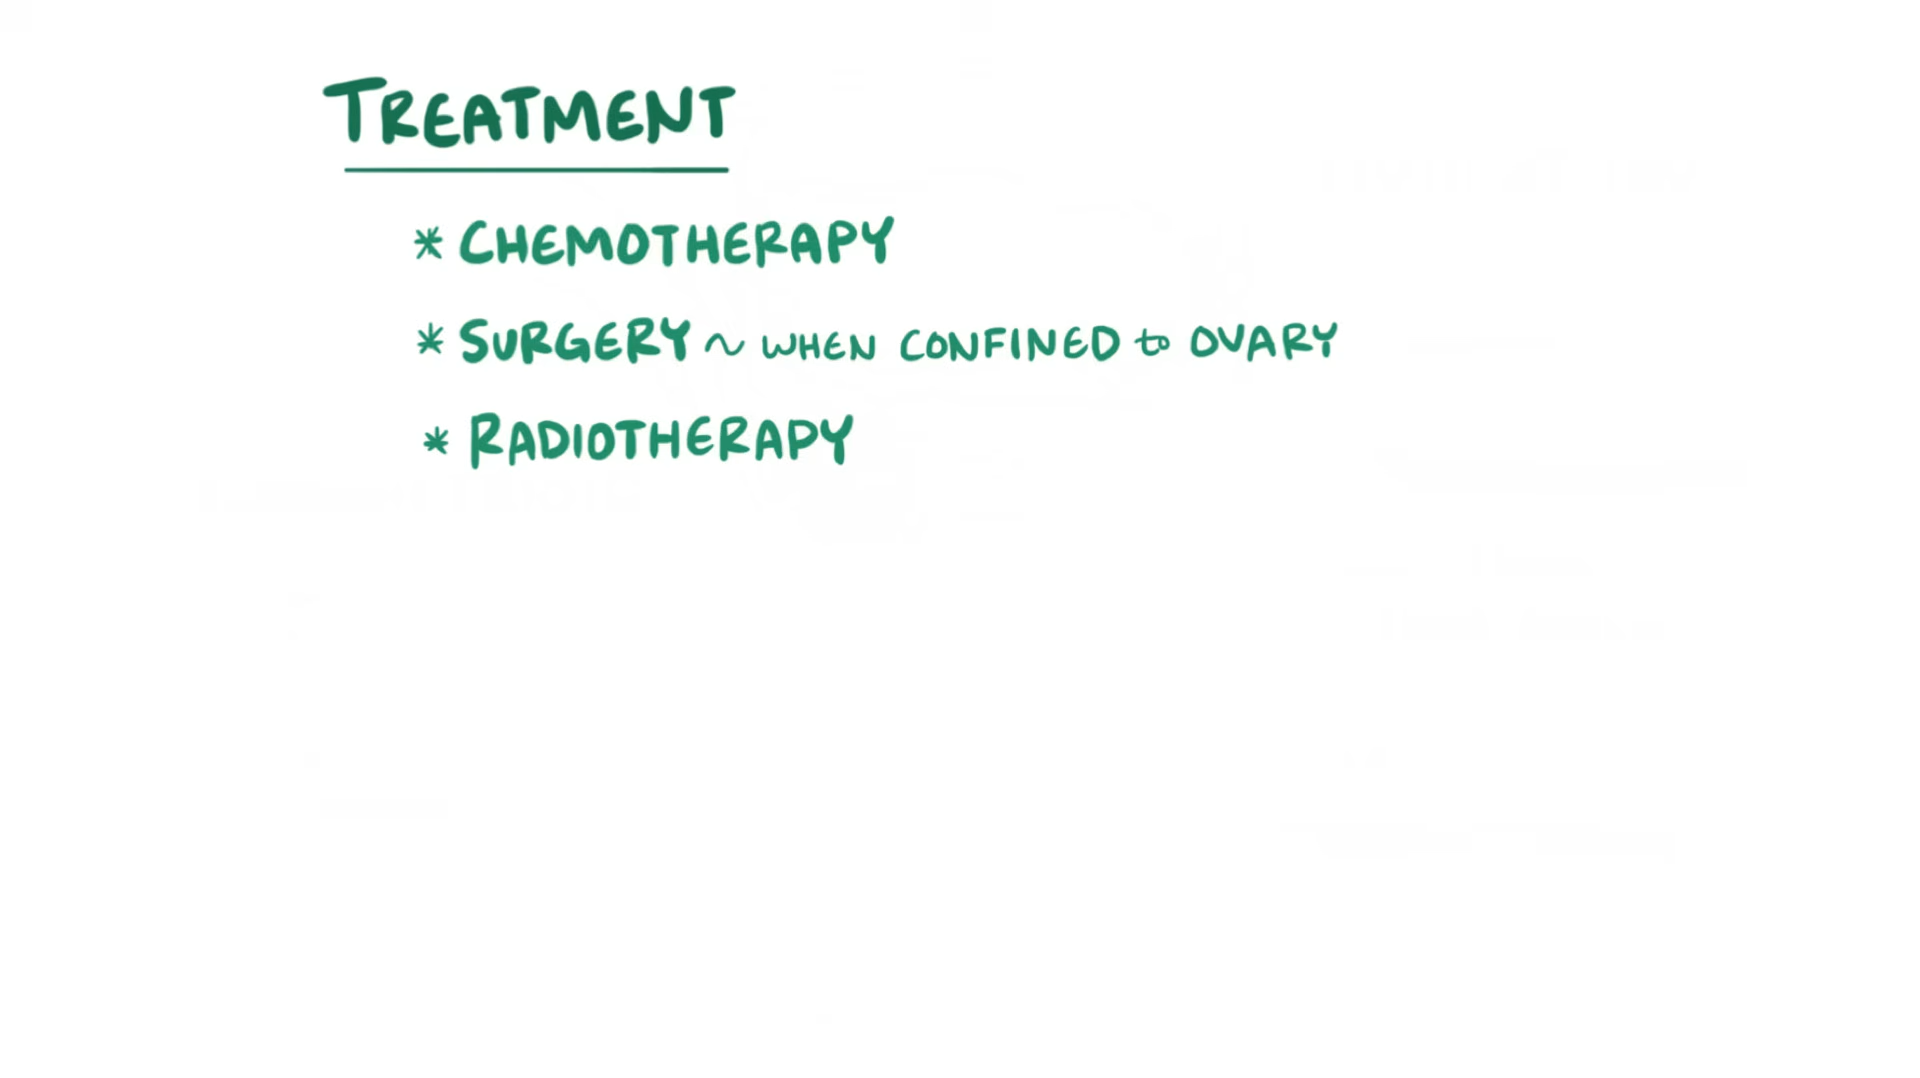 TREATMENT
* CHEMOTHERAPY
* SURGERY ~ WHEN CONFINED to OVARY
* RADIOTHERAPY